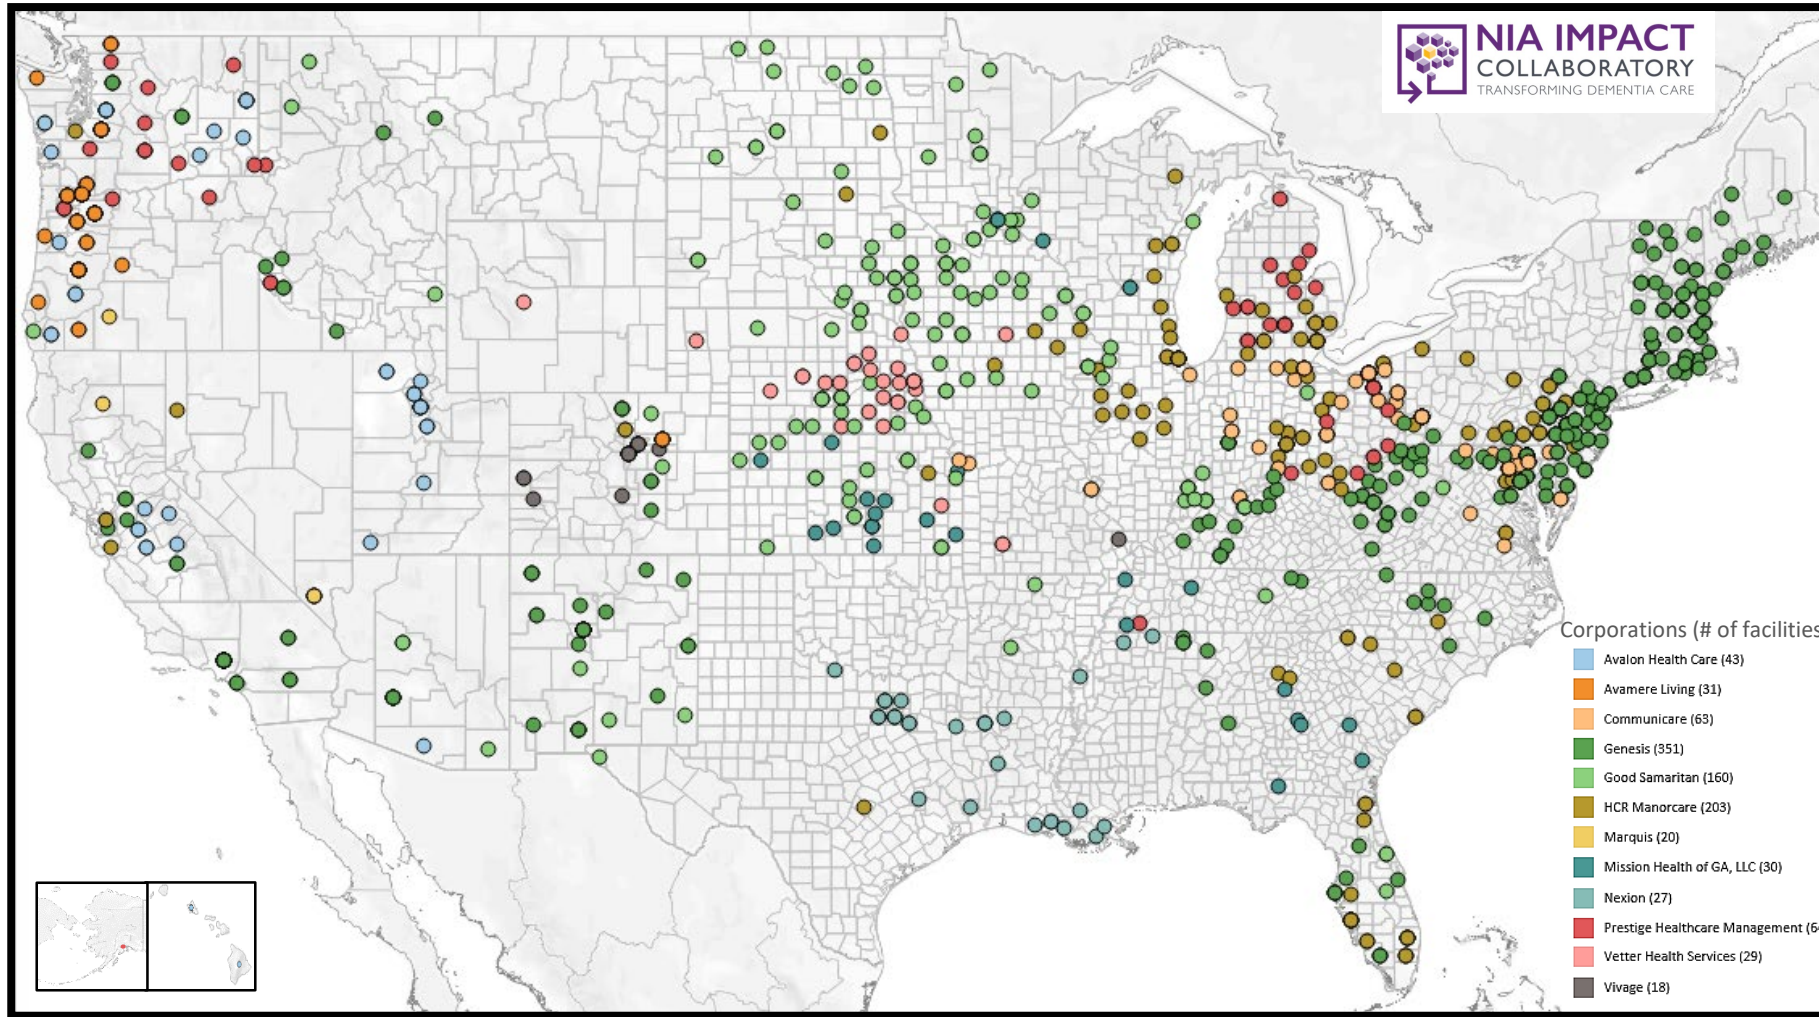 NIA IMPACT
COLLABORATORY
TRANSFORMING DEMENTIA CARE
Corporations (# of facilities
Avalon Health Care (43)
Avamere Living (31)
Communicare (63)
Genesis (351)
Good Samaritan (160)
HCR Manorcare (203)
Marquis (20)
Mission Health of GA, LLC (30)
Nexion (27)
Prestige Healthcare Management (6
Vetter Health Services (29)
Vivage (18)